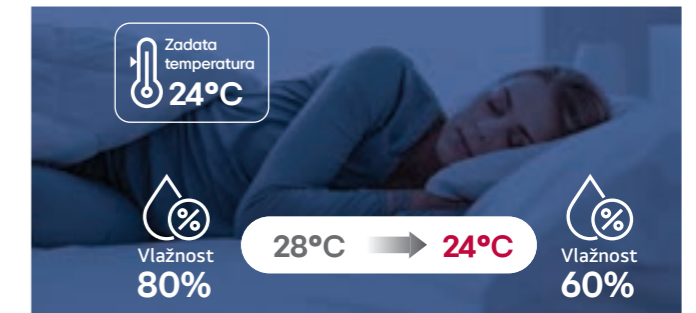 Zadata
temperatura
24°C
%
Vlažnost
80%
28°C 24°C
%
Vlažnost
60%